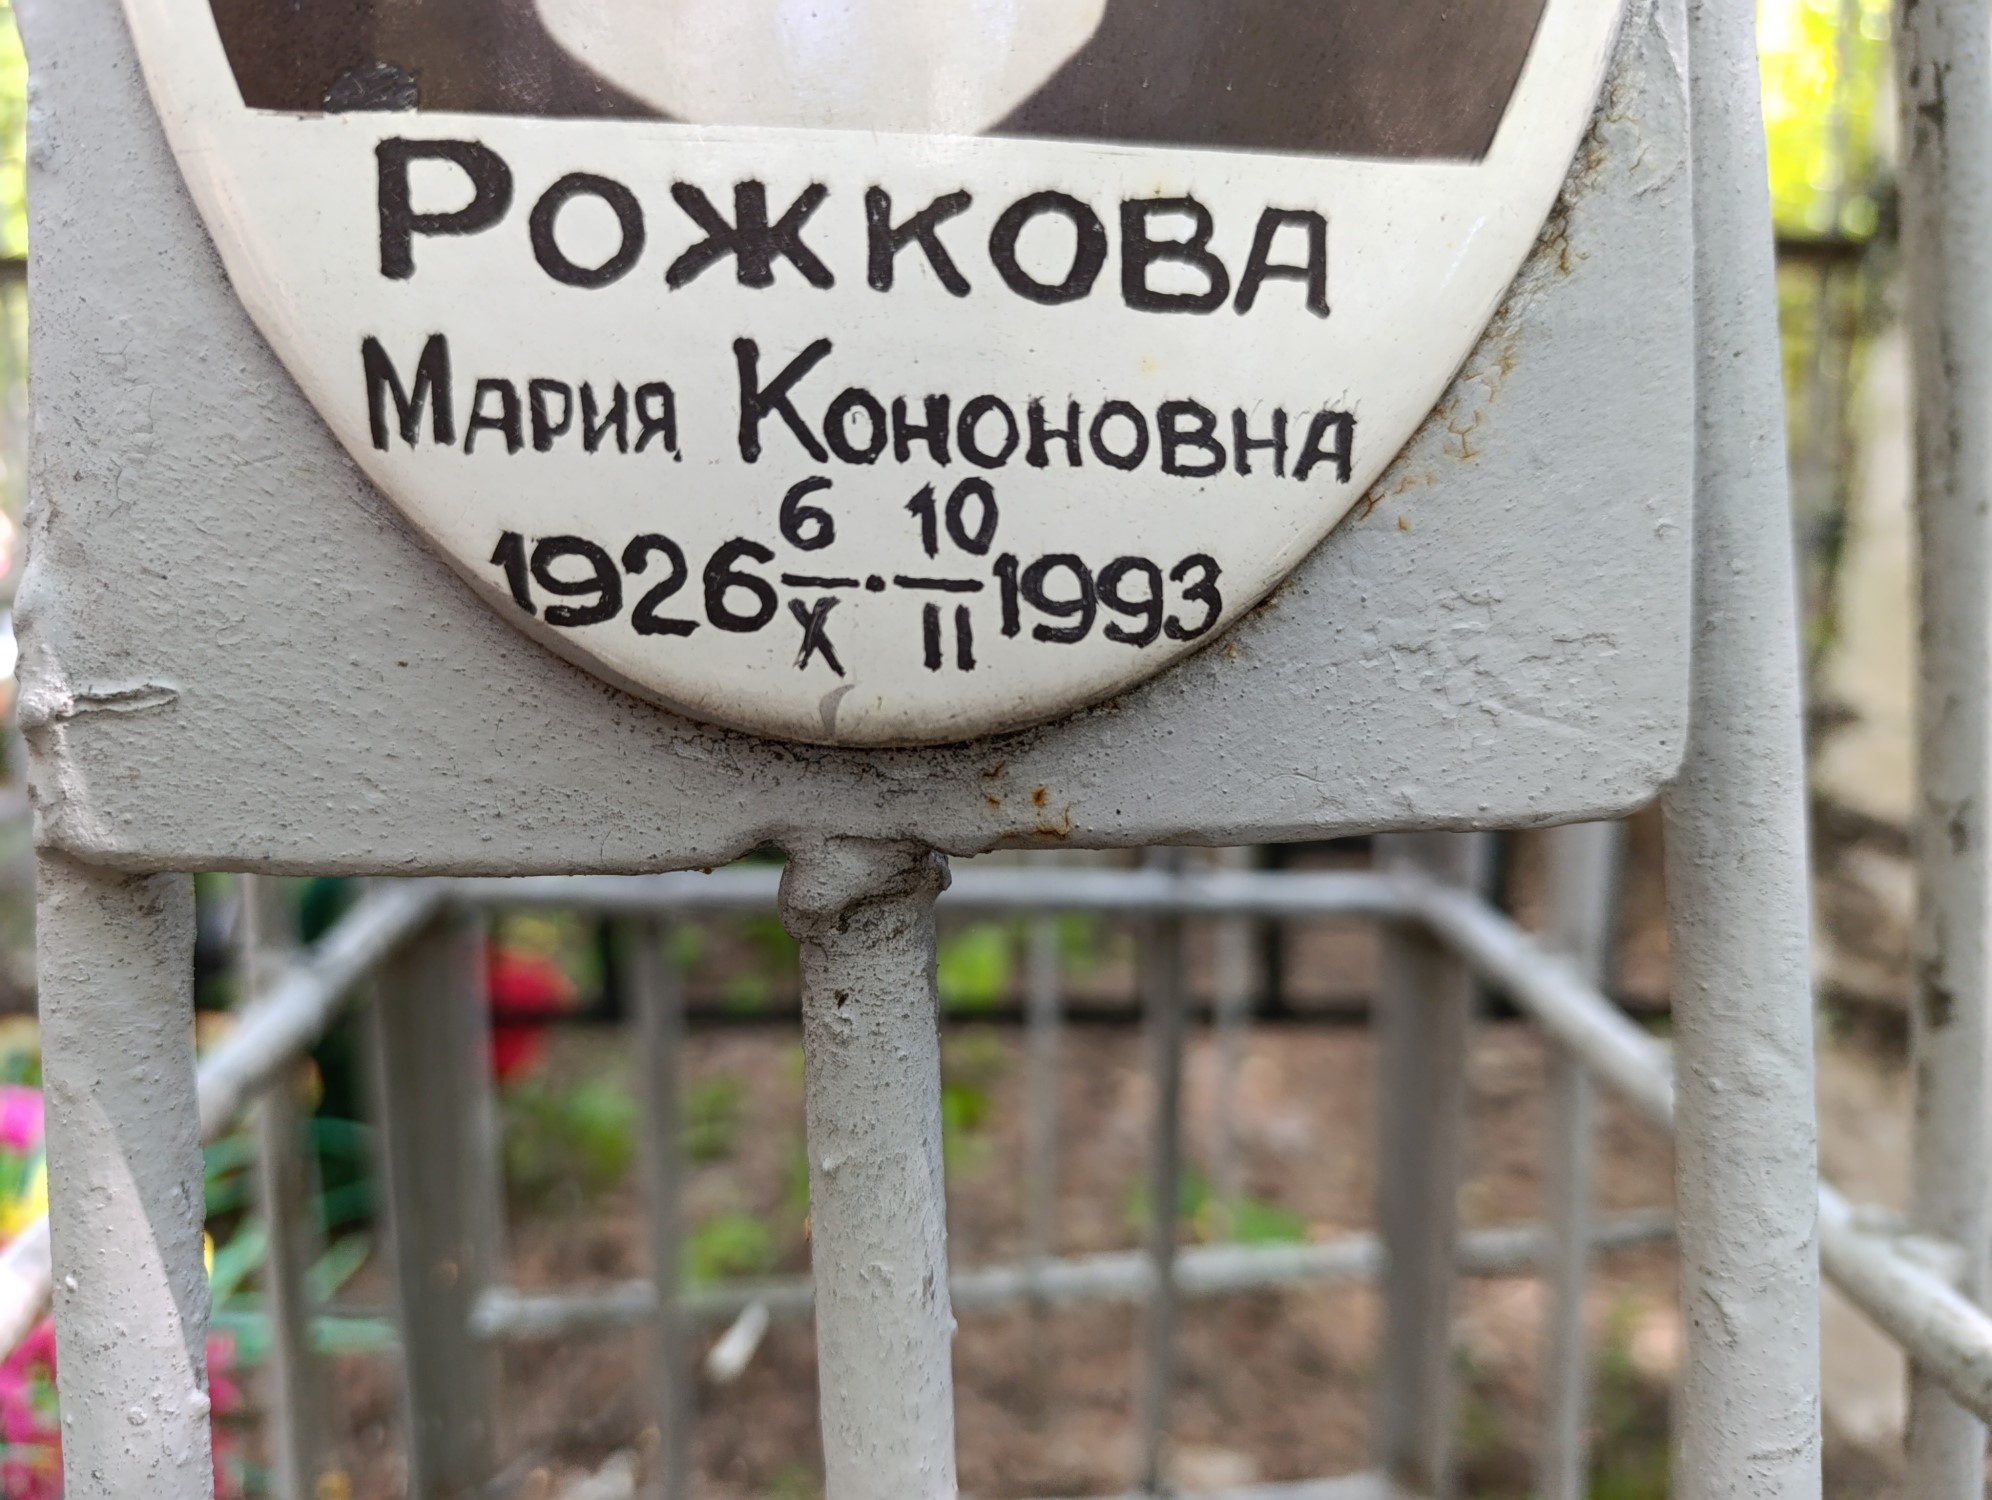 РОЖКОВА
Мария Кононовна
1926 6/X · 10/II 1993